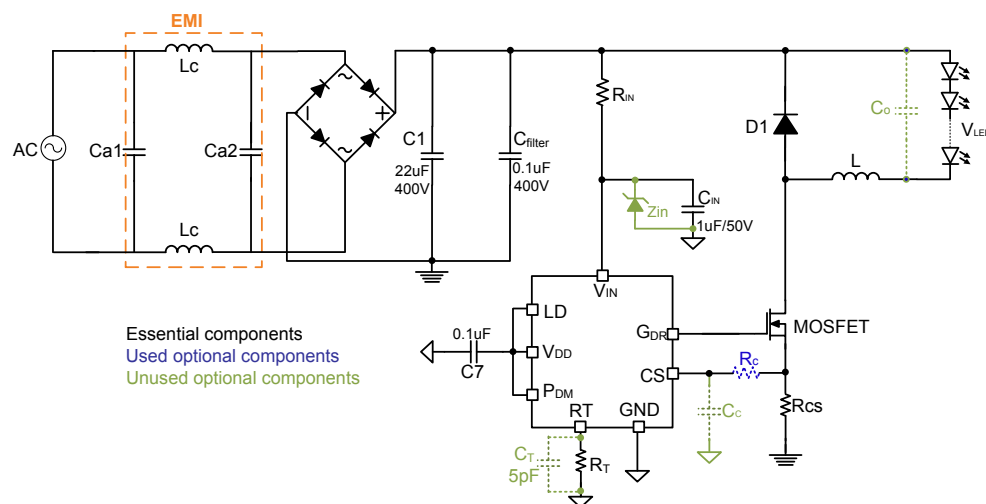 EMI
Lc
AC
Ca1
Ca2
Lc
C1
22uF
400V
Cfilter
0.1uF
400V
RIN
D1
Co
VLED
L
Zin
CIN
1uF/50V
VIN
LD
GDR
MOSFET
Essential components
Used optional components
Unused optional components
0.1uF
C7
VDD
PDM
CS
Rc
RT
GND
Cc
Rcs
CT
5pF
RT